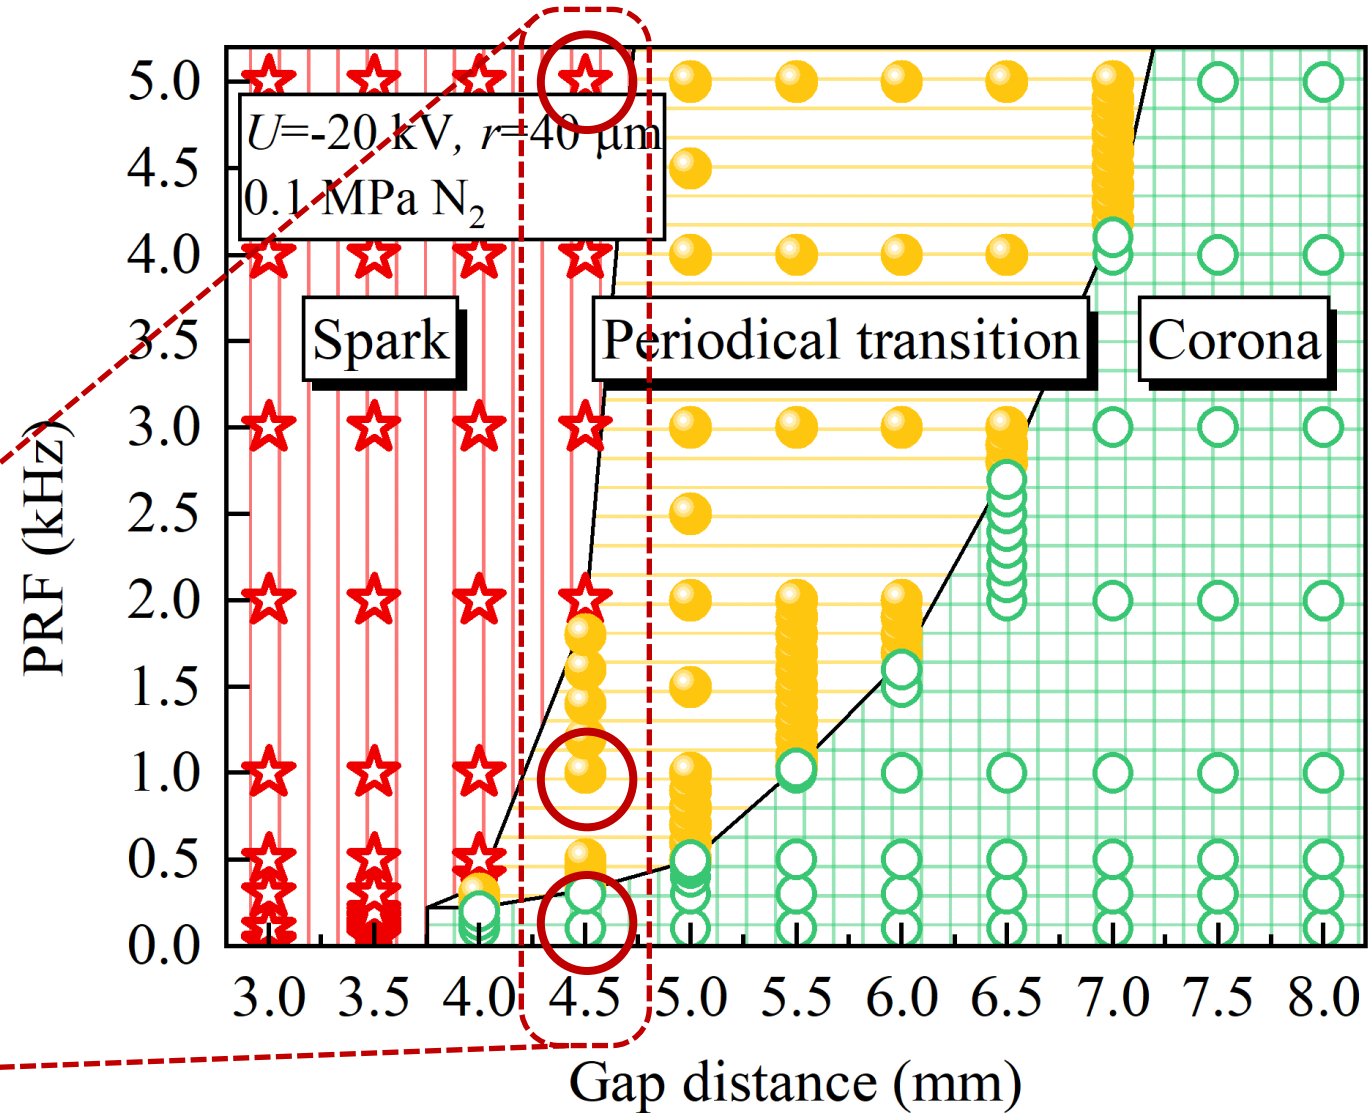 5.0
U=-20 kV, r=40 μm
4.5
0.1 MPa N₂
4.0
3.5
Spark
Periodical transition
Corona
3.0
2.5
2.0
1.5
1.0
0.5
0.0
PRF (kHz)
3.0 3.5 4.0 4.5 5.0 5.5 6.0 6.5 7.0 7.5 8.0
Gap distance (mm)